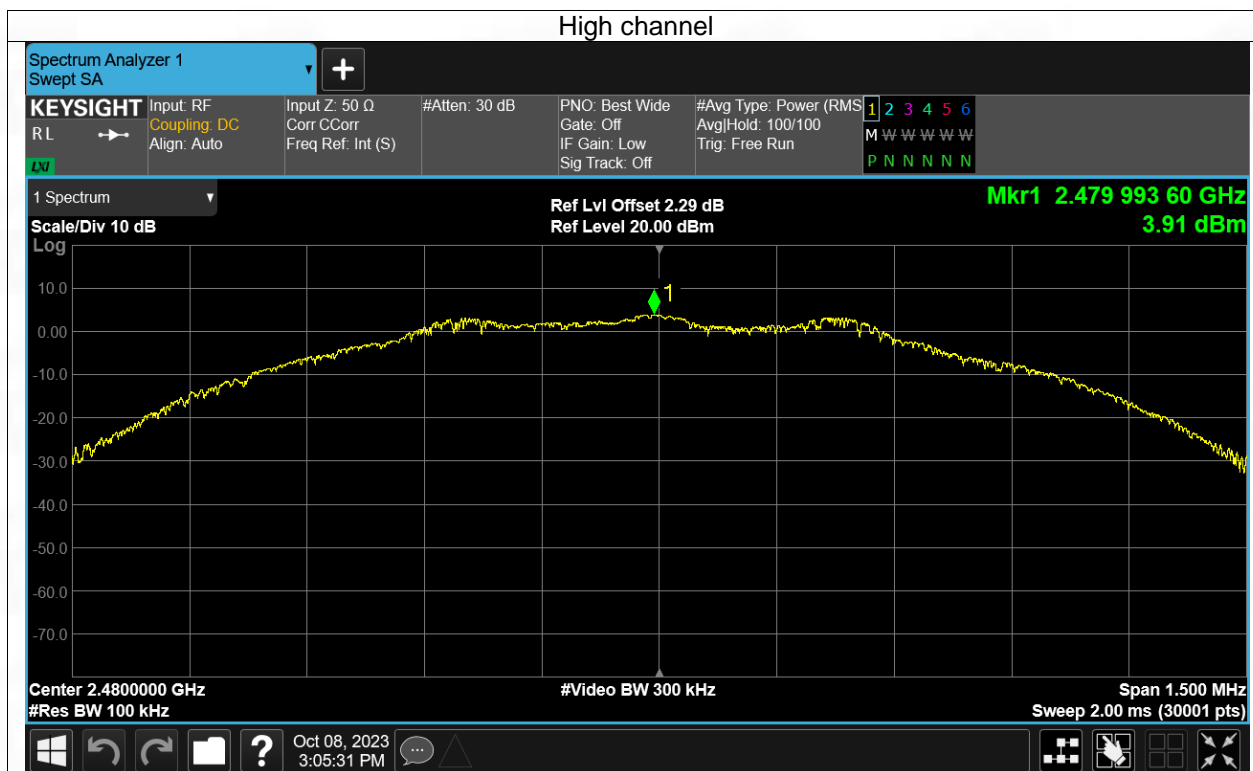 High channel
Spectrum Analyzer 1
Swept SA
KEYSIGHT
RL
LXI
Input: RF
Coupling: DC
Align: Auto
Input Z: 50 Ω
Corr CCorr
Freq Ref: Int (S)
#Atten: 30 dB
PNO: Best Wide
Gate: Off
IF Gain: Low
Sig Track: Off
#Avg Type: Power (RMS
Avg|Hold: 100/100
Trig: Free Run
1 2 3 4 5 6
M W W W W W
P N N N N N
1 Spectrum
Scale/Div 10 dB
Ref Lvl Offset 2.29 dB
Ref Level 20.00 dBm
Mkr1 2.479 993 60 GHz
3.91 dBm
Log
10.0
0.00
-10.0
-20.0
-30.0
-40.0
-50.0
-60.0
-70.0
1
Center 2.4800000 GHz
#Res BW 100 kHz
#Video BW 300 kHz
Span 1.500 MHz
Sweep 2.00 ms (30001 pts)
?
Oct 08, 2023
3:05:31 PM